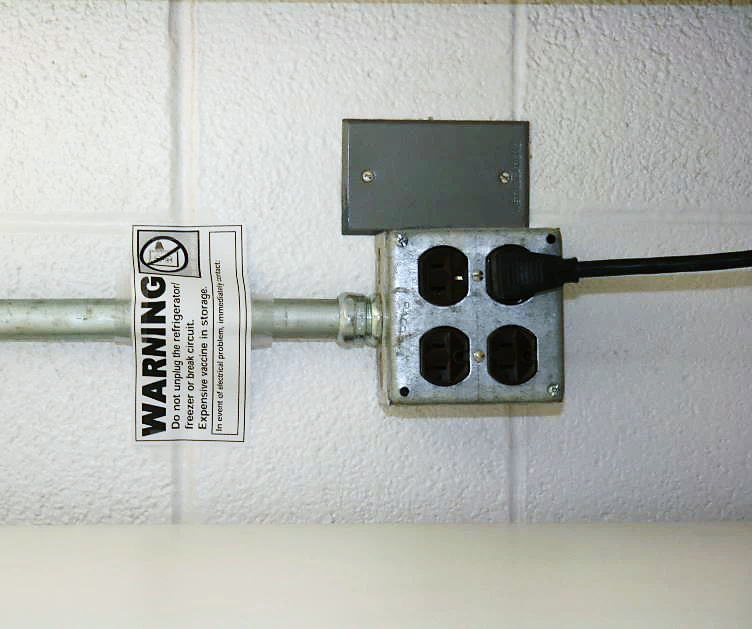 WARNING
Do not unplug the refrigerator/
freezer or break circuit.
Expensive vaccine in storage.
In event of electrical problem, immediately contact: